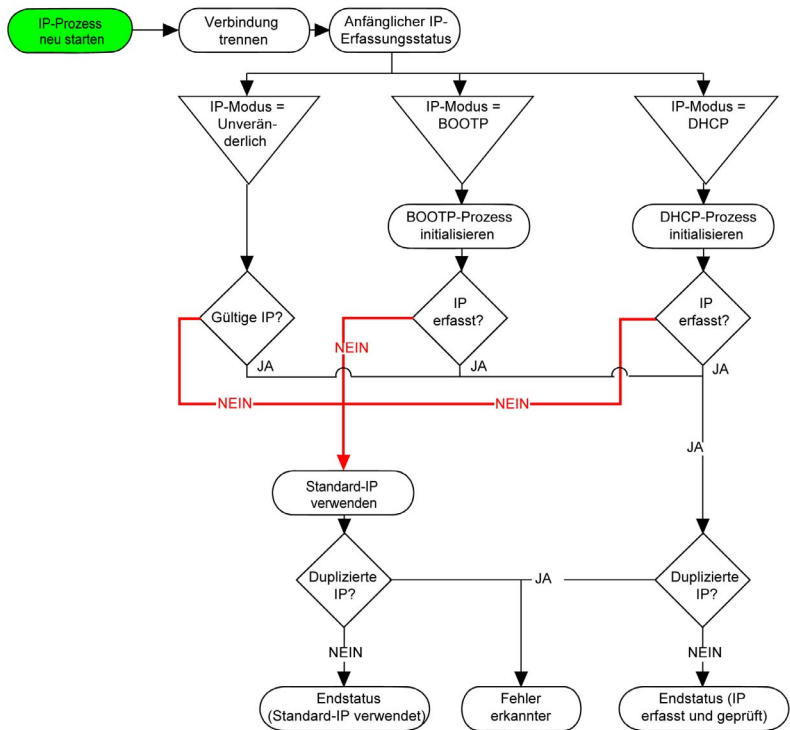 IP-Prozess
neu starten
Verbindung
trennen
Anfänglicher IP-
Erfassungsstatus
IP-Modus =
Unverän-
derlich
IP-Modus =
BOOTP
IP-Modus =
DHCP
BOOTP-Prozess
initialisieren
DHCP-Prozess
initialisieren
Gültige IP?
IP
erfasst?
IP
erfasst?
NEIN
JA
JA
JA
NEIN
NEIN
JA
Standard-IP
verwenden
Duplizierte
IP?
JA
Duplizierte
IP?
NEIN
NEIN
Endstatus
(Standard-IP verwendet)
Fehler
erkannter
Endstatus (IP
erfasst und geprüft)